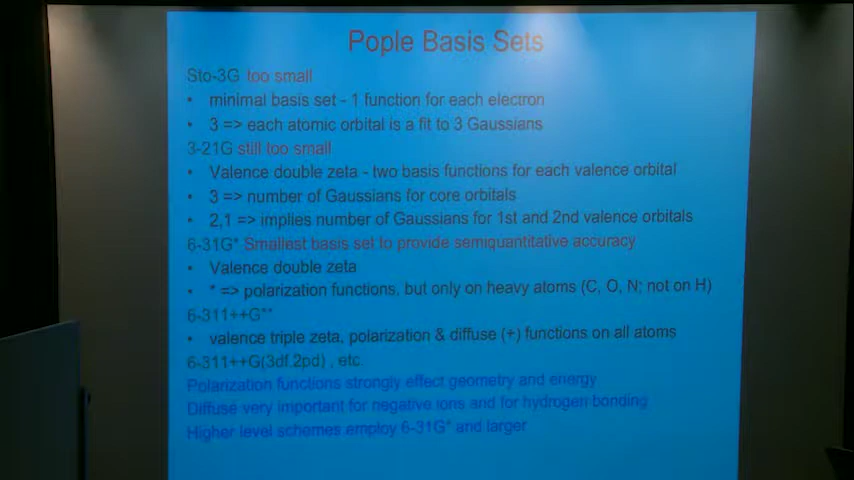 Pople Basis Sets
Sto-3G too small
• minimal basis set - 1 function for each electron
• 3 => each atomic orbital is a fit to 3 Gaussians
3-21G still too small
• Valence double zeta - two basis functions for each valence orbital
• 3 => number of Gaussians for core orbitals
• 2,1 => implies number of Gaussians for 1st and 2nd valence orbitals
6-31G* Smallest basis set to provide semiquantitative accuracy
• Valence double zeta
• * => polarization functions, but only on heavy atoms (C, O, N; not on H)
6-311++G**
• valence triple zeta, polarization & diffuse (+) functions on all atoms
6-311++G(3df,2pd) , etc.
Polarization functions strongly effect geometry and energy
Diffuse very important for negative ions and for hydrogen bonding
Higher level schemes employ 6-31G* and larger